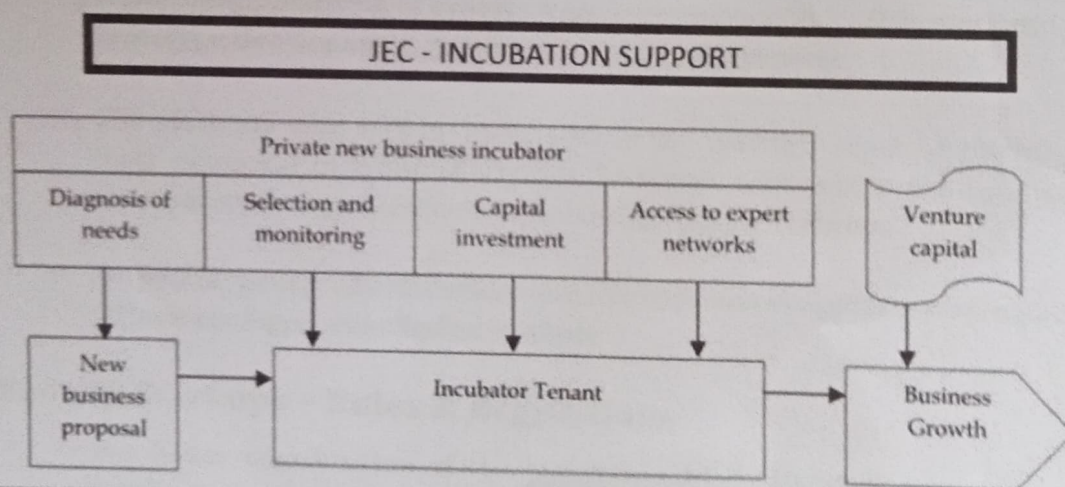 JEC - INCUBATION SUPPORT
Private new business incubator
Diagnosis of
needs
Selection and
monitoring
Capital
investment
Access to expert
networks
Venture
capital
New
business
proposal
Incubator Tenant
Business
Growth